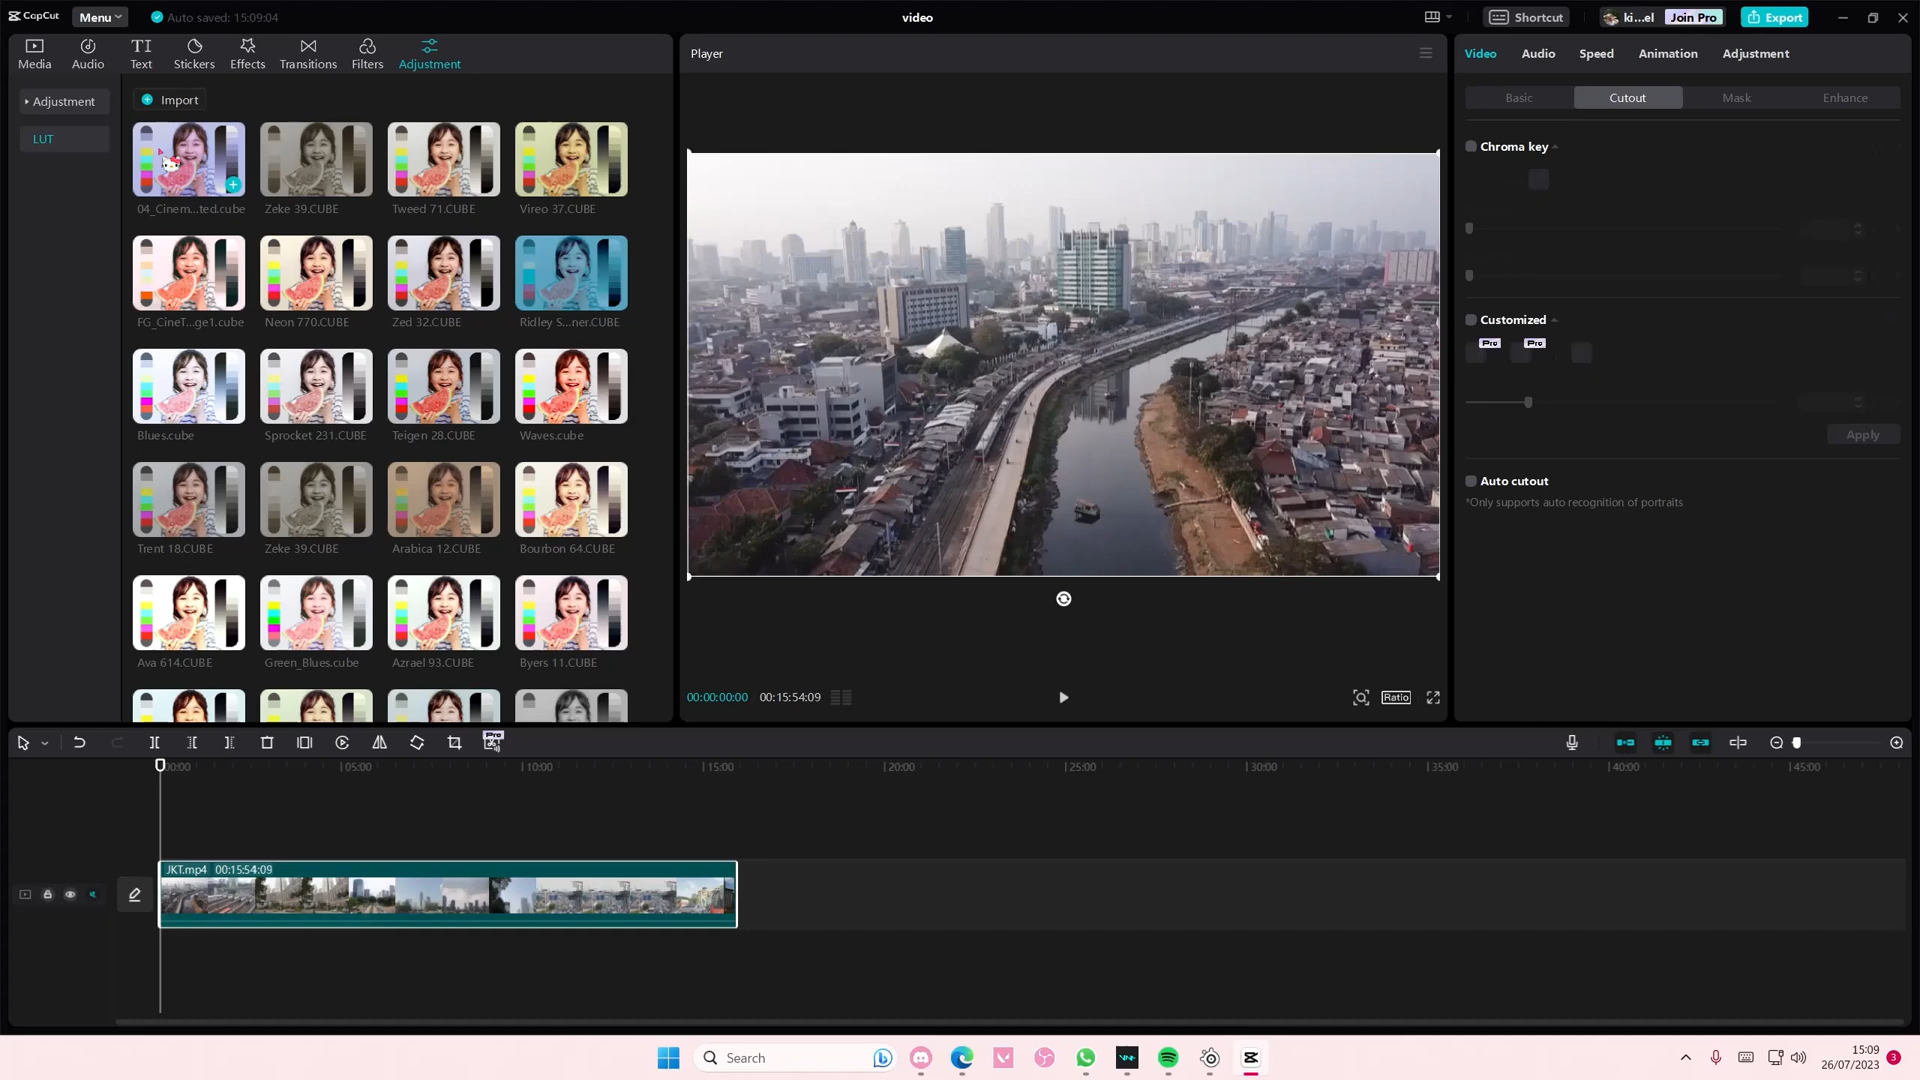 CapCut Menu Auto saved: 15:09:04 video Shortcut ki...el Join Pro Export
Media Audio Text Stickers Effects Transitions Filters Adjustment
Player
Video Audio Speed Animation Adjustment
Adjustment
LUT
Import
Basic Cutout Mask Enhance
Chroma key
04_Cinem...ted.cube Zeke 39.CUBE Tweed 71.CUBE Vireo 37.CUBE
FG_CineT...ge1.cube Neon 770.CUBE Zed 32.CUBE Ridley S...ner.CUBE
Customized
Pro Pro
Blues.cube Sprocket 231.CUBE Teigen 28.CUBE Waves.cube
Apply
Auto cutout
*Only supports auto recognition of portraits
Trent 18.CUBE Zeke 39.CUBE Arabica 12.CUBE Bourbon 64.CUBE
Ava 614.CUBE Green_Blues.cube Azrael 93.CUBE Byers 11.CUBE
00:00:00:00 00:15:54:09 Ratio
Pro
00:00 05:00 10:00 15:00 20:00 25:00 30:00 35:00 40:00 45:00
JKT.mp4 00:15:54:09
Search
15:09
26/07/2023
3